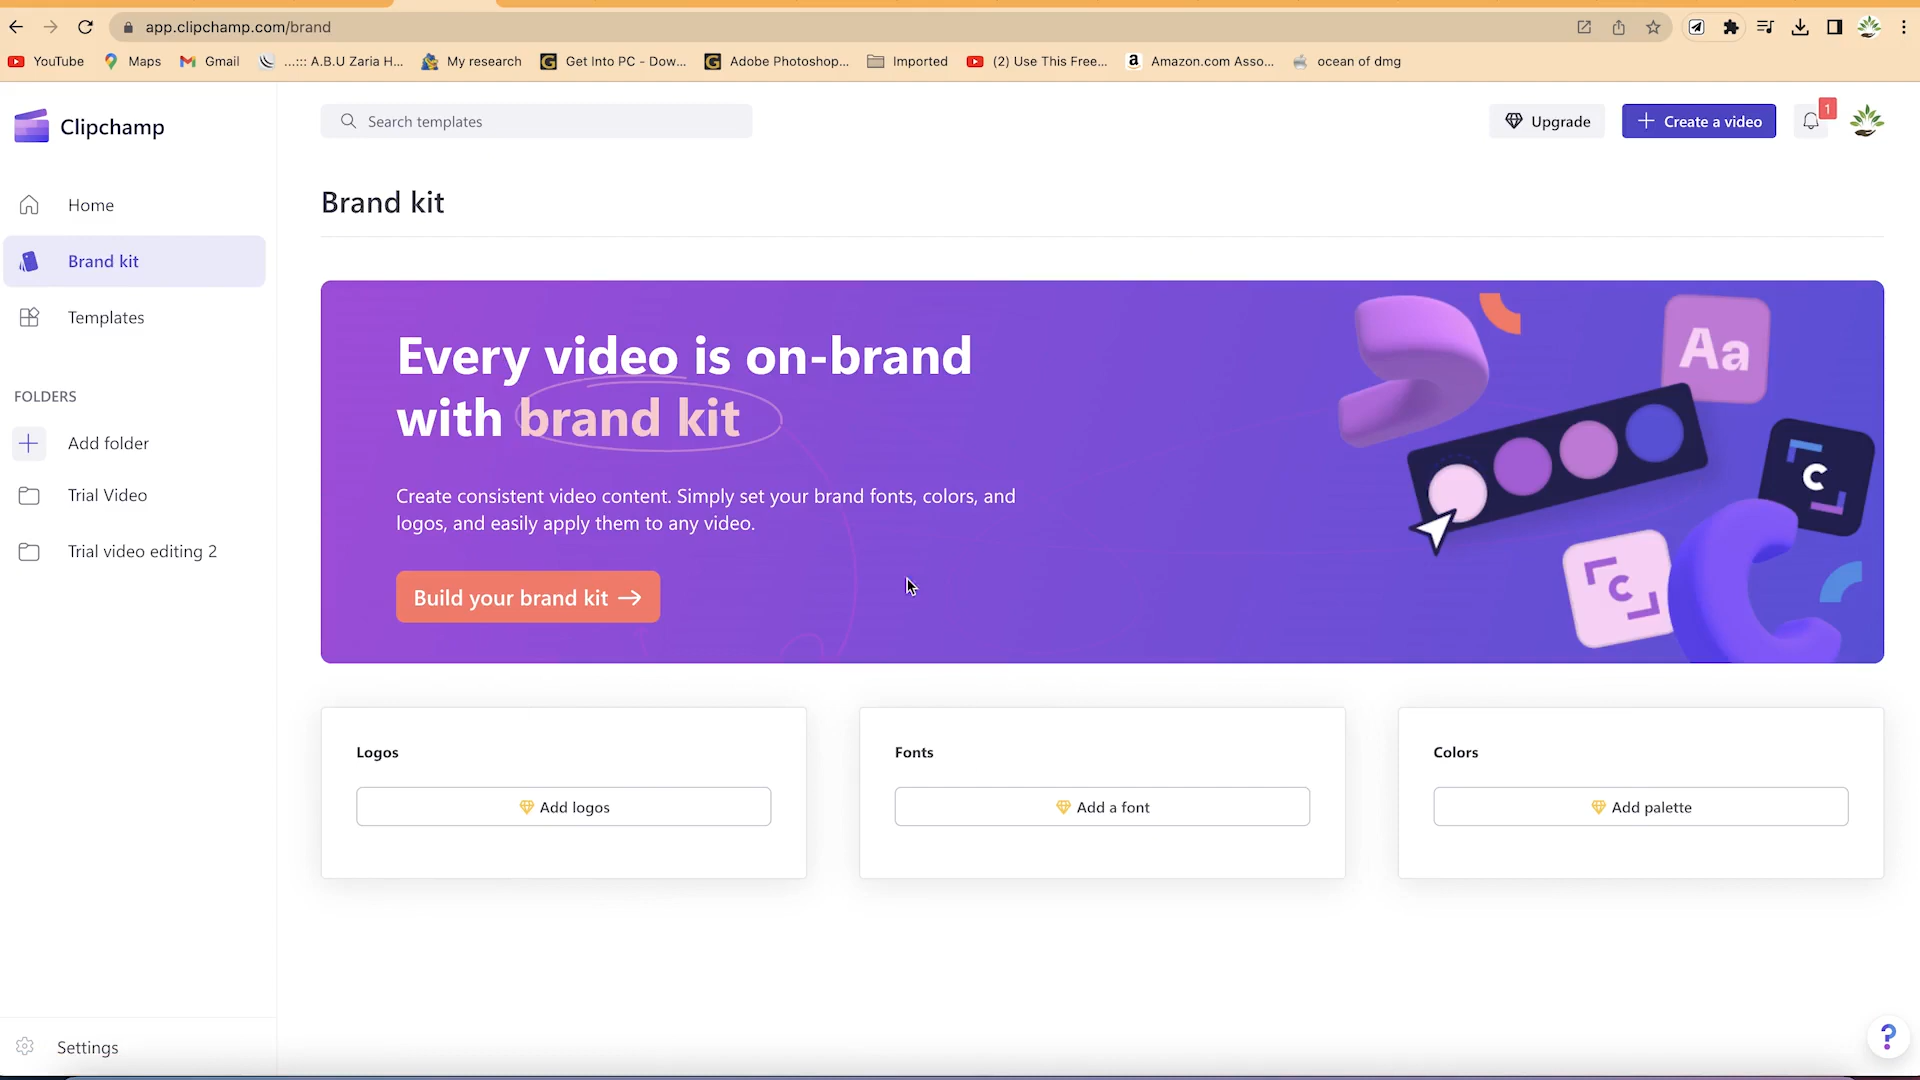 app.clipchamp.com/brand
YouTube
Maps
Gmail
...::: A.B.U Zaria H...
My research
Get Into PC - Dow...
Adobe Photoshop...
Imported
(2) Use This Free...
Amazon.com Asso...
ocean of dmg
Clipchamp
Search templates
Upgrade
Create a video
1
Home
Brand kit
Templates
FOLDERS
Add folder
Trial Video
Trial video editing 2
Settings
Brand kit
Every video is on-brand
with brand kit
Create consistent video content. Simply set your brand fonts, colors, and
logos, and easily apply them to any video.
Build your brand kit →
Aa
C
C
Logos
Add logos
Fonts
Add a font
Colors
Add palette
?